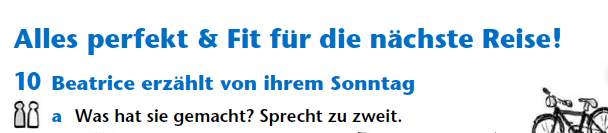 Alles perfekt & Fit für die nächste Reise!
10 Beatrice erzählt von ihrem Sonntag
a Was hat sie gemacht? Sprecht zu zweit.